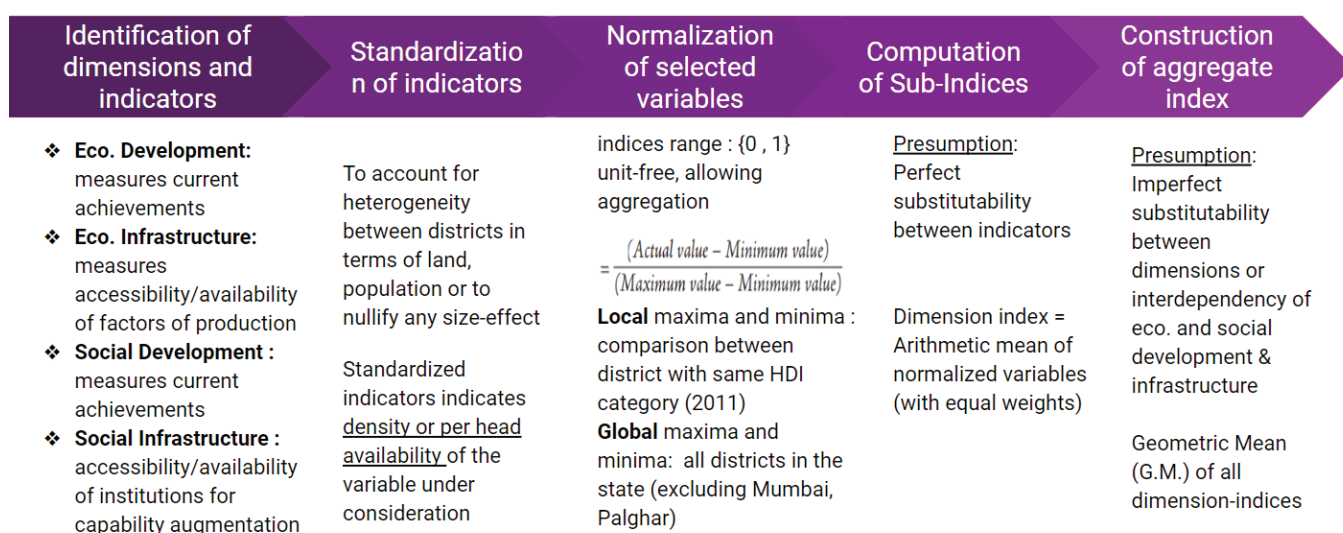 Identification of
dimensions and
indicators
Standardizatio
n of indicators
Normalization
of selected
variables
Computation
of Sub-Indices
Construction
of aggregate
index
❖ Eco. Development:
measures current
achievements
❖ Eco. Infrastructure:
measures
accessibility/availability
of factors of production
❖ Social Development :
measures current
achievements
❖ Social Infrastructure :
accessibility/availability
of institutions for
capability augmentation
To account for
heterogeneity
between districts in
terms of land,
population or to
nullify any size-effect
Standardized
indicators indicates
density or per head
availability of the
variable under
consideration
indices range : {0 , 1}
unit-free, allowing
aggregation
(Actual value – Minimum value)
=
(Maximum value – Minimum value)
Local maxima and minima :
comparison between
district with same HDI
category (2011)
Global maxima and
minima: all districts in the
state (excluding Mumbai,
Palghar)
Presumption:
Perfect
substitutability
between indicators
Dimension index =
Arithmetic mean of
normalized variables
(with equal weights)
Presumption:
Imperfect
substitutability
between
dimensions or
interdependency of
eco. and social
development &
infrastructure
Geometric Mean
(G.M.) of all
dimension-indices